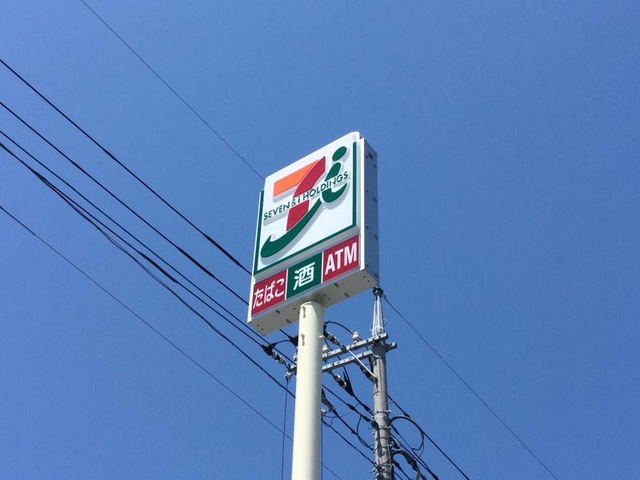 SEVEN & i HOLDINGS
たばこ 酒 ATM